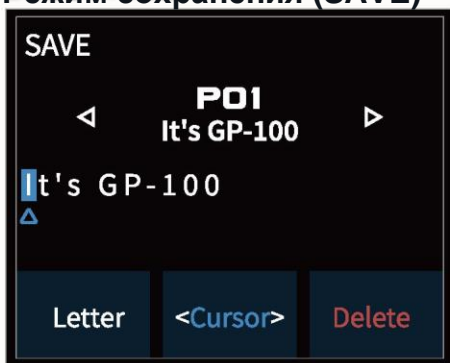 Режим сохранения (SAVE)
SAVE
P01
It's GP-100
It's GP-100
Letter
<Cursor>
Delete